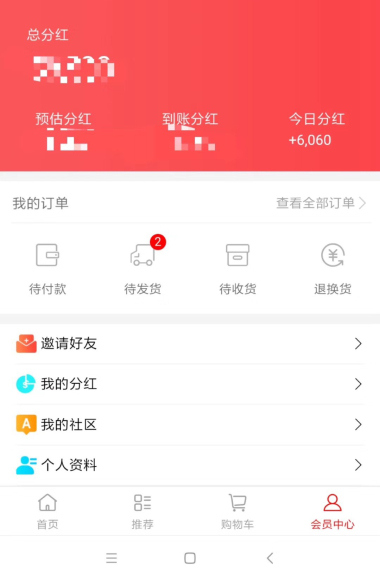 总分红
预估分红 到账分红 今日分红
+6,060
我的订单 查看全部订单
2
待付款 待发货 待收货 退换货
邀请好友
我的分红
A 我的社区
个人资料
首页 推荐 购物车 会员中心